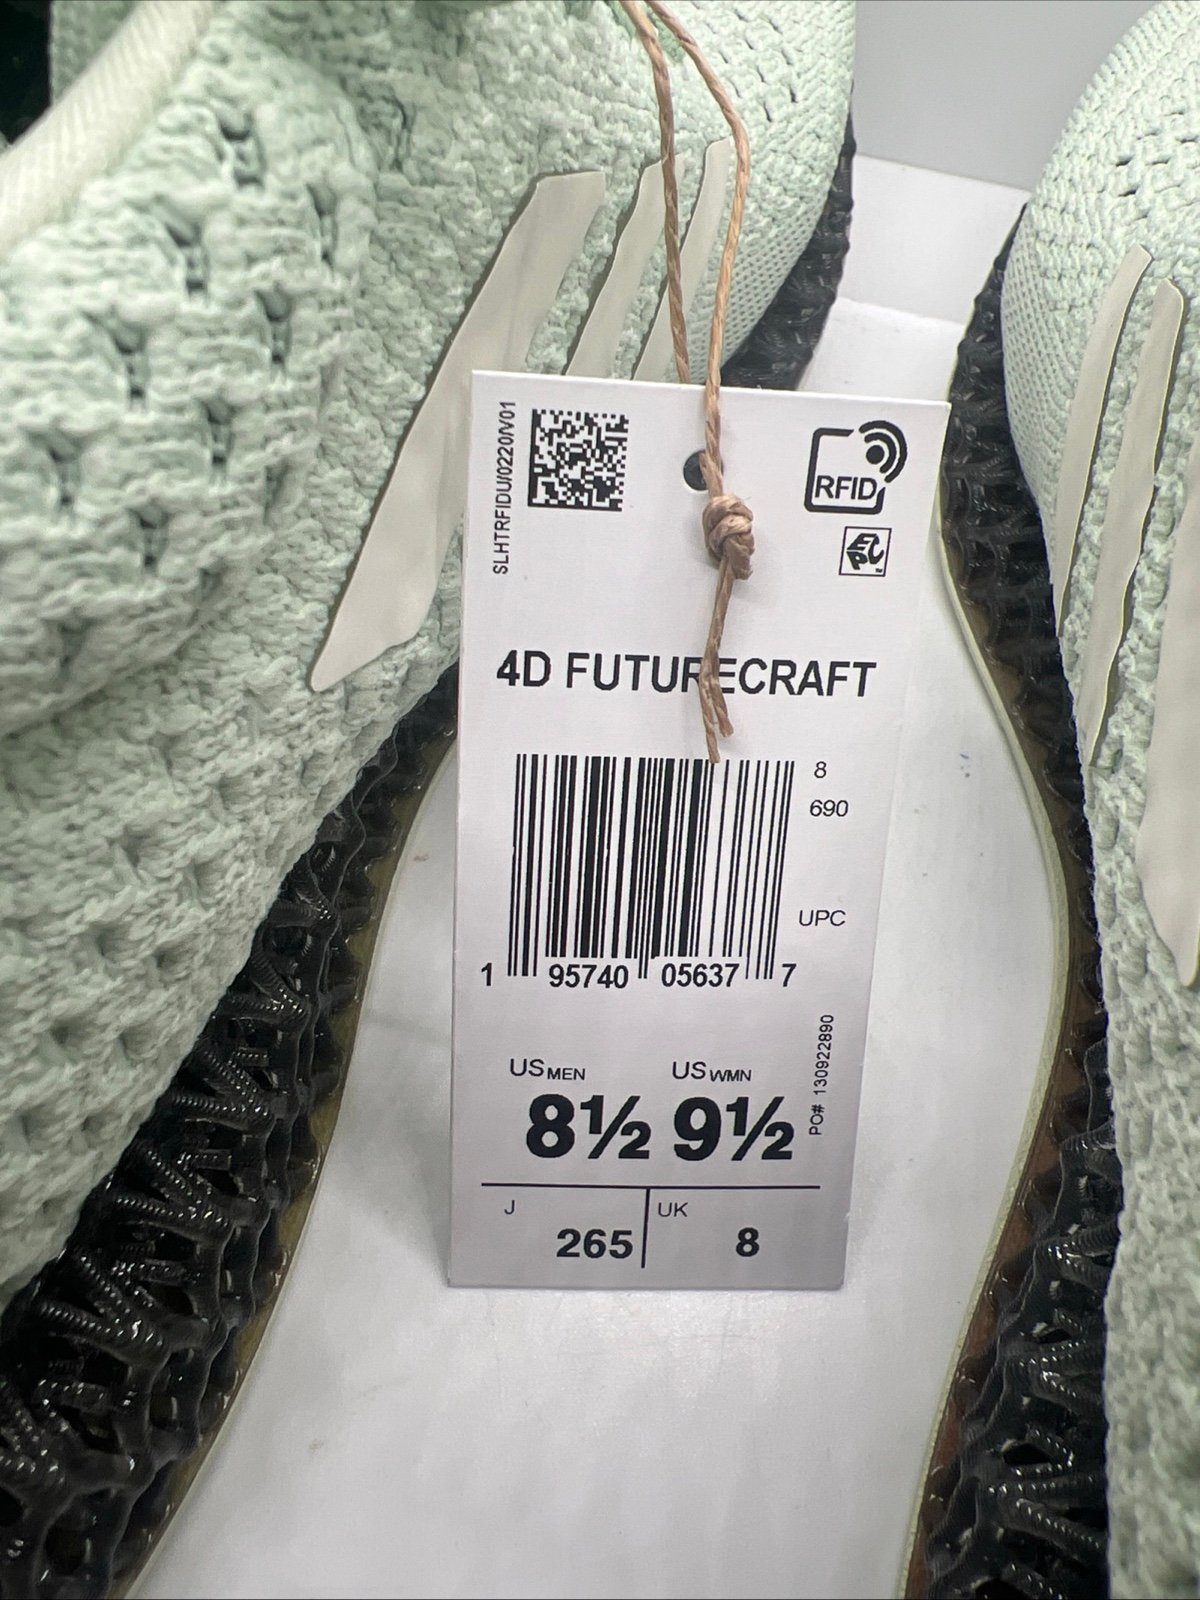 SLHTRFIDU/0220/V01
RFID
EPC
4D FUTURECRAFT
8
690
UPC
1 95740 05637 7
PO# 130922890
US MEN US WMN
8½ 9½
J UK
265 8